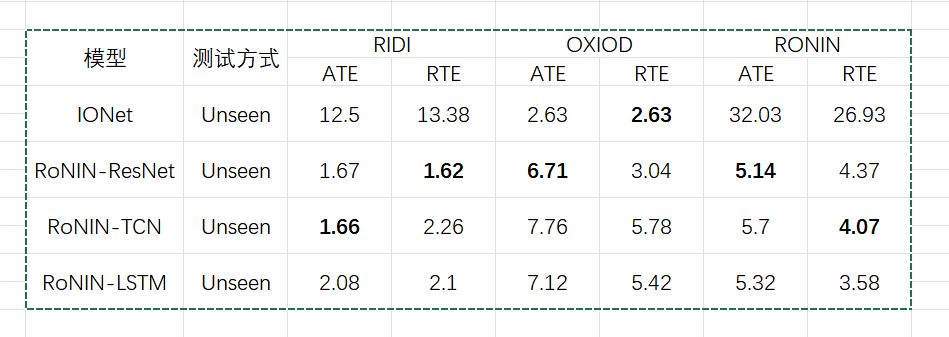 模型 测试方式 RIDI OXIOD RONIN
ATE RTE ATE RTE ATE RTE
IONet Unseen 12.5 13.38 2.63 2.63 32.03 26.93
RoNIN-ResNet Unseen 1.67 1.62 6.71 3.04 5.14 4.37
RoNIN-TCN Unseen 1.66 2.26 7.76 5.78 5.7 4.07
RoNIN-LSTM Unseen 2.08 2.1 7.12 5.42 5.32 3.58